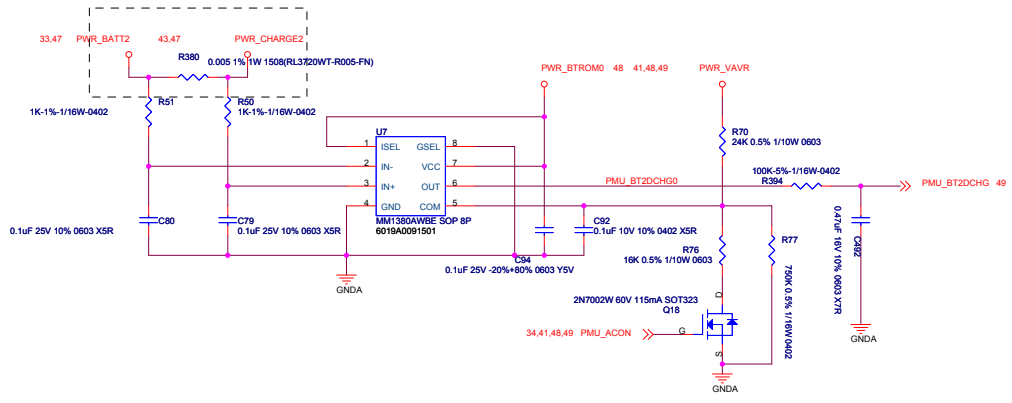 33,47 PWR_BATT2 43,47 PWR_CHARGE2
R380 0.005 1% 1W 1508(RL3720WT-R005-FN)
PWR_BTROM0 48 41,48,49 PWR_VAVR
R51
1K-1%-1/16W-0402
R50
1K-1%-1/16W-0402
U7
1 ISEL GSEL 8
2 IN- VCC 7
3 IN+ OUT 6
4 GND COM 5
MM1380AWBE SOP 8P
6019A0091501
R70
24K 0.5% 1/10W 0603
100K-5%-1/16W-0402
R394
PMU_BT2DCHG0
PMU_BT2DCHG 49
C80
0.1uF 25V 10% 0603 X5R
C79
0.1uF 25V 10% 0603 X5R
C92
0.1uF 10V 10% 0402 X5R
C94
0.1uF 25V -20%+80% 0603 Y5V
R76
16K 0.5% 1/10W 0603
R77
750K 0.5% 1/16W 0402
C492
0.47uF 16V 10% 0603 X7R
GNDA
2N7002W 60V 115mA SOT323
Q18
D
G
S
34,41,48,49 PMU_ACON
GNDA
GNDA